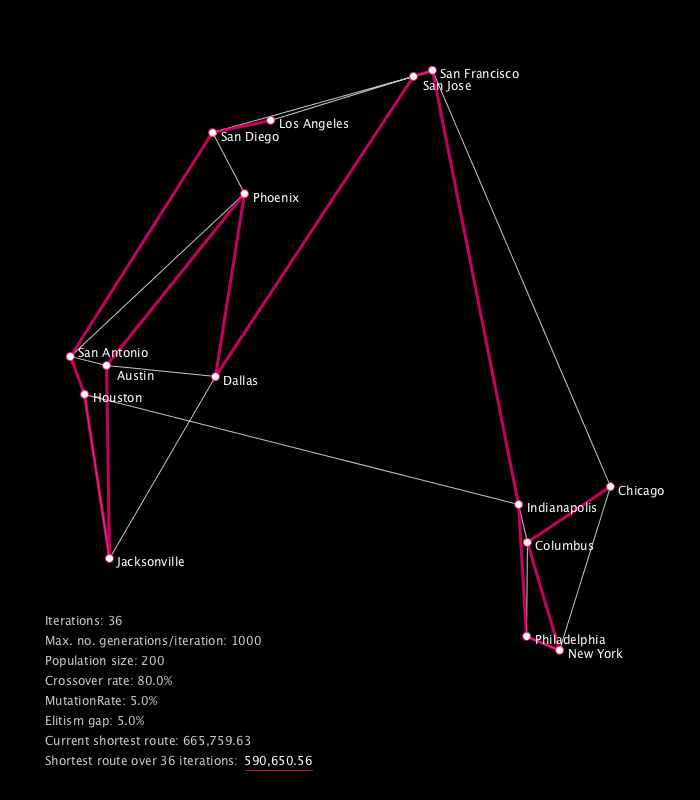 San Francisco
San Jose
Los Angeles
San Diego
Phoenix
San Antonio
Austin
Dallas
Houston
Chicago
Indianapolis
Columbus
Jacksonville
Philadelphia
New York
Iterations: 36
Max. no. generations/iteration: 1000
Population size: 200
Crossover rate: 80.0%
MutationRate: 5.0%
Elitism gap: 5.0%
Current shortest route: 665,759.63
Shortest route over 36 iterations: 590,650.56